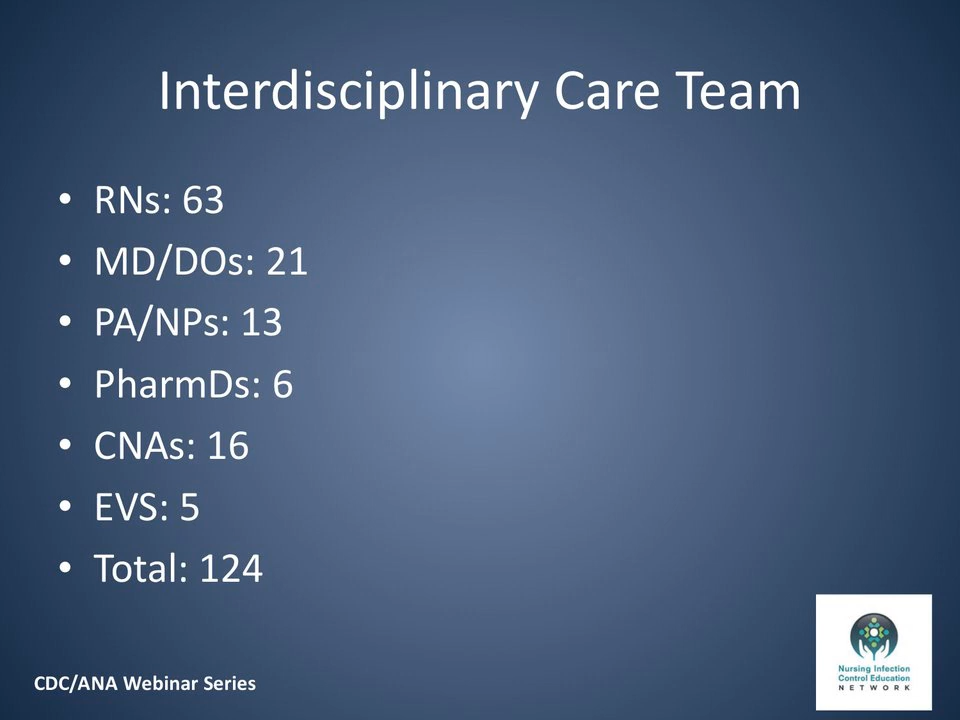 Interdisciplinary Care Team
• RNs: 63
• MD/DOs: 21
• PA/NPs: 13
• PharmDs: 6
• CNAs: 16
• EVS: 5
• Total: 124
CDC/ANA Webinar Series
Nursing Infection
Control Education
NETWORK